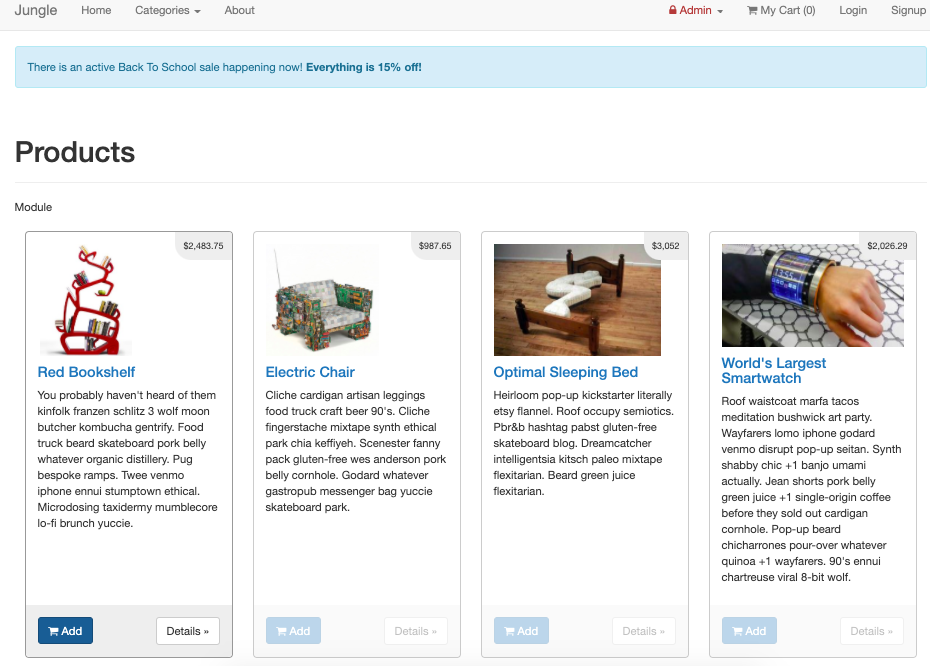 Jungle Home Categories About Admin My Cart (0) Login Signup
There is an active Back To School sale happening now! Everything is 15% off!
Products
Module
$2,483.75
Red Bookshelf
You probably haven't heard of them
kinfolk franzen schlitz 3 wolf moon
butcher kombucha gentrify. Food
truck beard skateboard pork belly
whatever organic distillery. Pug
bespoke ramps. Twee venmo
iphone ennui stumptown ethical.
Microdosing taxidermy mumblecore
lo-fi brunch yuccie.
Add Details »
$987.65
Electric Chair
Cliche cardigan artisan leggings
food truck craft beer 90's. Cliche
fingerstache mixtape synth ethical
park chia keffiyeh. Scenester fanny
pack gluten-free wes anderson pork
belly cornhole. Godard whatever
gastropub messenger bag yuccie
skateboard park.
Add Details »
$3,052
Optimal Sleeping Bed
Heirloom pop-up kickstarter literally
etsy flannel. Roof occupy semiotics.
Pbr&b hashtag pabst gluten-free
skateboard blog. Dreamcatcher
intelligentsia kitsch paleo mixtape
flexitarian. Beard green juice
flexitarian.
Add Details »
$2,026.29
World's Largest
Smartwatch
Roof waistcoat marfa tacos
meditation bushwick art party.
Wayfarers lomo iphone godard
venmo disrupt pop-up seitan. Synth
shabby chic +1 banjo umami
actually. Jean shorts pork belly
green juice +1 single-origin coffee
before they sold out cardigan
cornhole. Pop-up beard
chicharrones pour-over whatever
quinoa +1 wayfarers. 90's ennui
chartreuse viral 8-bit wolf.
Add Details »